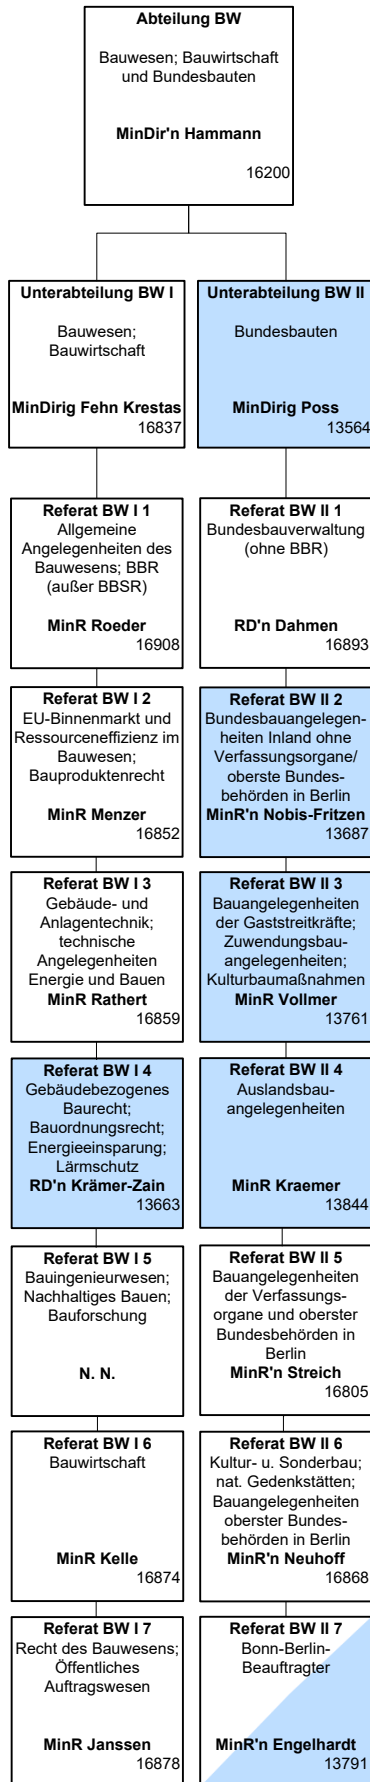 Abteilung BW
Bauwesen; Bauwirtschaft
und Bundesbauten
MinDir'n Hammann
16200
Unterabteilung BW I
Bauwesen;
Bauwirtschaft
MinDirig Fehn Krestas
16837
Unterabteilung BW II
Bundesbauten
MinDirig Poss
13564
Referat BW I 1
Allgemeine
Angelegenheiten des
Bauwesens; BBR
(außer BBSR)
MinR Roeder
16908
Referat BW II 1
Bundesbauverwaltung
(ohne BBR)
RD'n Dahmen
16893
Referat BW I 2
EU-Binnenmarkt und
Ressourceneffizienz im
Bauwesen;
Bauproduktenrecht
MinR Menzer
16852
Referat BW II 2
Bundesbauangelegen-
heiten Inland ohne
Verfassungsorgane/
oberste Bundes-
behörden in Berlin
MinR'n Nobis-Fritzen
13687
Referat BW I 3
Gebäude- und
Anlagentechnik;
technische
Angelegenheiten
Energie und Bauen
MinR Rathert
16859
Referat BW II 3
Bauangelegenheiten
der Gaststreitkräfte;
Zuwendungsbau-
angelegenheiten;
Kulturbaumaßnahmen
MinR Vollmer
13761
Referat BW I 4
Gebäudebezogenes
Baurecht;
Bauordnungsrecht;
Energieeinsparung;
Lärmschutz
RD'n Krämer-Zain
13663
Referat BW II 4
Auslandsbau-
angelegenheiten
MinR Kraemer
13844
Referat BW I 5
Bauingenieurwesen;
Nachhaltiges Bauen;
Bauforschung
N. N.
Referat BW II 5
Bauangelegenheiten
der Verfassungs-
organe und oberster
Bundesbehörden in
Berlin
MinR'n Streich
16805
Referat BW I 6
Bauwirtschaft
MinR Kelle
16874
Referat BW II 6
Kultur- u. Sonderbau;
nat. Gedenkstätten;
Bauangelegenheiten
oberster Bundes-
behörden in Berlin
MinR'n Neuhoff
16868
Referat BW I 7
Recht des Bauwesens;
Öffentliches
Auftragswesen
MinR Janssen
16878
Referat BW II 7
Bonn-Berlin-
Beauftragter
MinR'n Engelhardt
13791